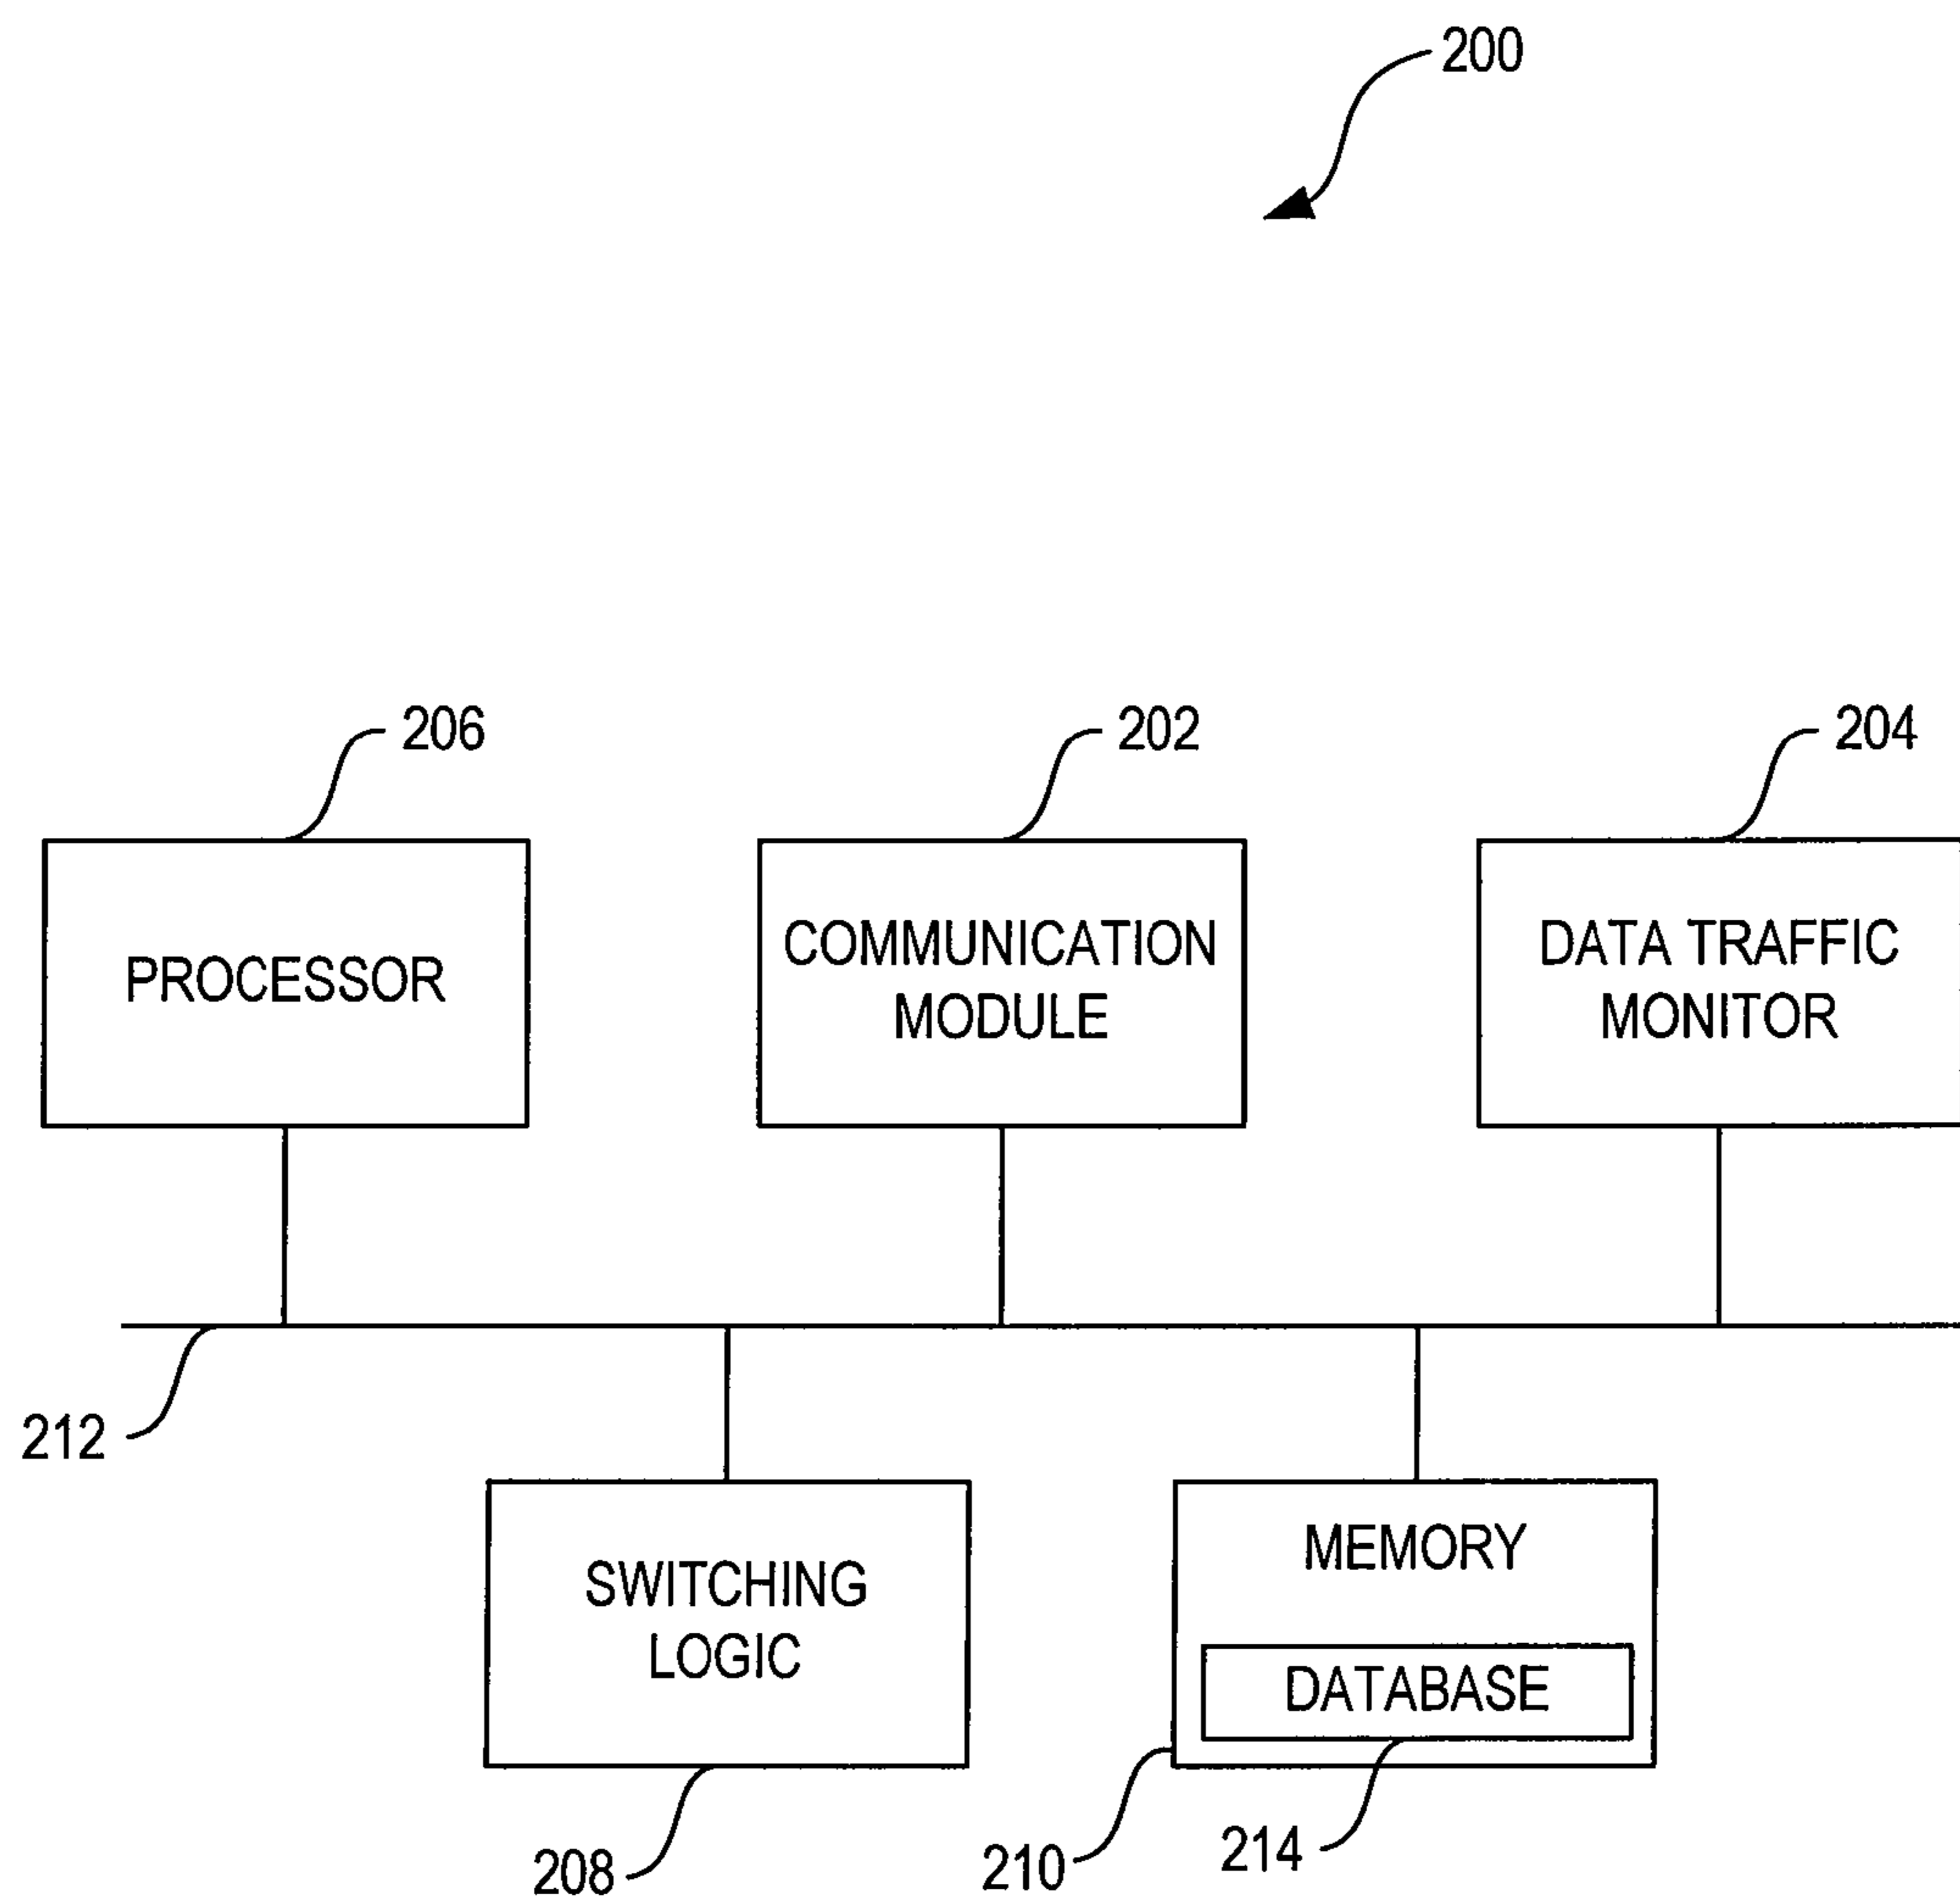 200
206
202
204
PROCESSOR
COMMUNICATION
MODULE
DATA TRAFFIC
MONITOR
212
SWITCHING
LOGIC
MEMORY
DATABASE
208
210
214